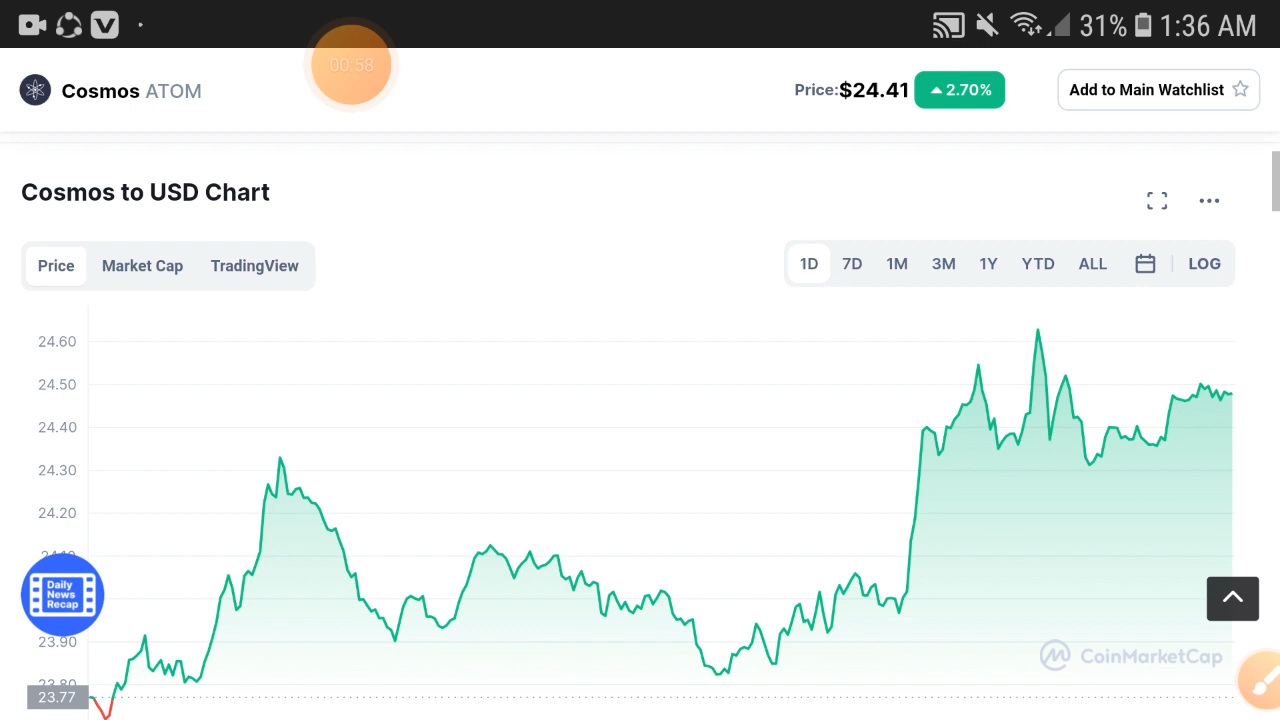 31% 1:36 AM
00:58
Cosmos ATOM
Price:$24.41 2.70%
Add to Main Watchlist
Cosmos to USD Chart
Price Market Cap TradingView
1D 7D 1M 3M 1Y YTD ALL LOG
24.60
24.50
24.40
24.30
24.20
Daily
News
Recap
23.90
23.80
23.77
CoinMarketCap